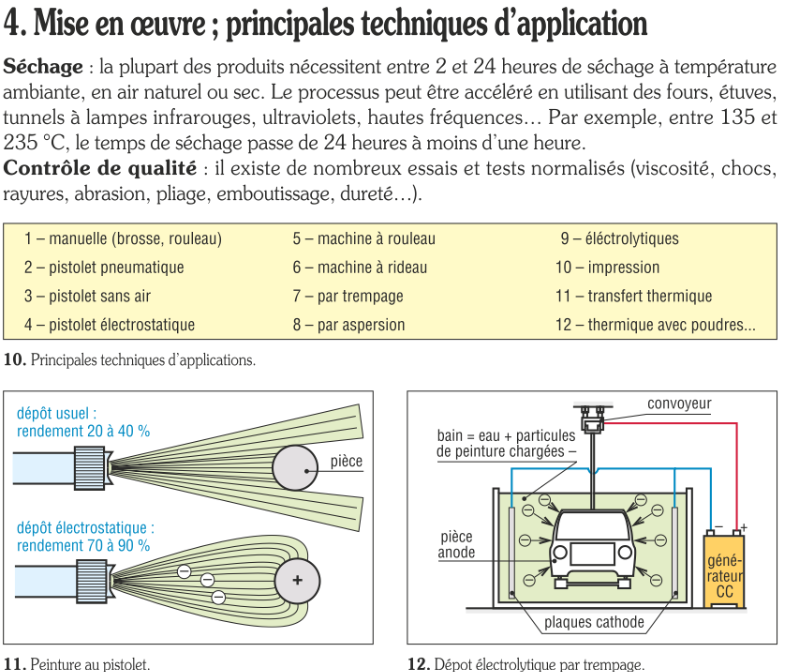 4. Mise en œuvre ; principales techniques d'application
Séchage : la plupart des produits nécessitent entre 2 et 24 heures de séchage à température
ambiante, en air naturel ou sec. Le processus peut être accéléré en utilisant des fours, étuves,
tunnels à lampes infrarouges, ultraviolets, hautes fréquences… Par exemple, entre 135 et
235 °C, le temps de séchage passe de 24 heures à moins d'une heure.
Contrôle de qualité : il existe de nombreux essais et tests normalisés (viscosité, chocs,
rayures, abrasion, pliage, emboutissage, dureté…).
1 – manuelle (brosse, rouleau)
2 – pistolet pneumatique
3 – pistolet sans air
4 – pistolet électrostatique
5 – machine à rouleau
6 – machine à rideau
7 – par trempage
8 – par aspersion
9 – éléctrolytiques
10 – impression
11 – transfert thermique
12 – thermique avec poudres...
10. Principales techniques d'applications.
dépôt usuel :
rendement 20 à 40 %
pièce
dépôt électrostatique :
rendement 70 à 90 %
+
11. Peinture au pistolet.
convoyeur
bain = eau + particules
de peinture chargées –
pièce
anode
– +
géné-
rateur
CC
plaques cathode
12. Dépot électrolytique par trempage.